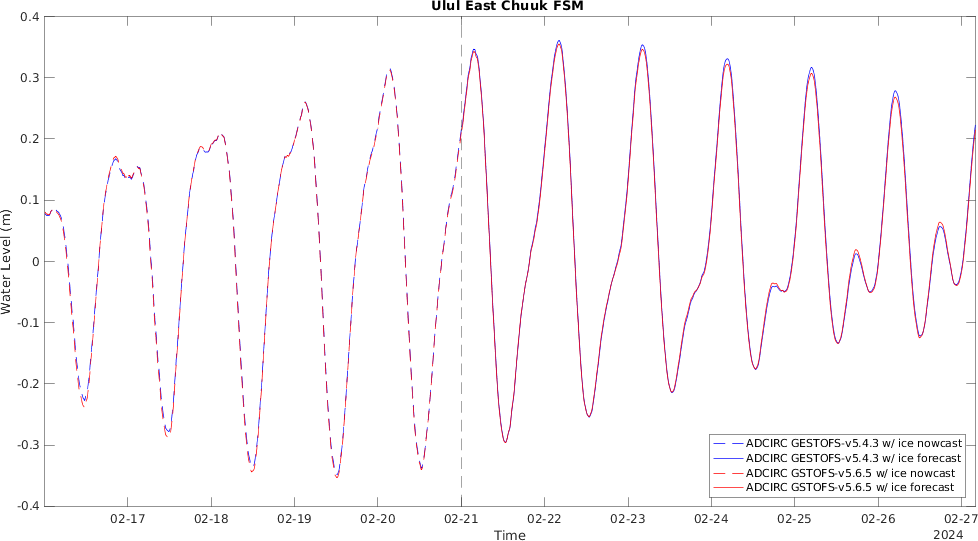 Ulul East Chuuk FSM
0.4
0.3
0.2
0.1
0
-0.1
-0.2
-0.3
-0.4
Water Level (m)
ADCIRC GESTOFS-v5.4.3 w/ ice nowcast
ADCIRC GESTOFS-v5.4.3 w/ ice forecast
ADCIRC GSTOFS-v5.6.5 w/ ice nowcast
ADCIRC GSTOFS-v5.6.5 w/ ice forecast
02-17 02-18 02-19 02-20 02-21 02-22 02-23 02-24 02-25 02-26 02-27
Time
2024